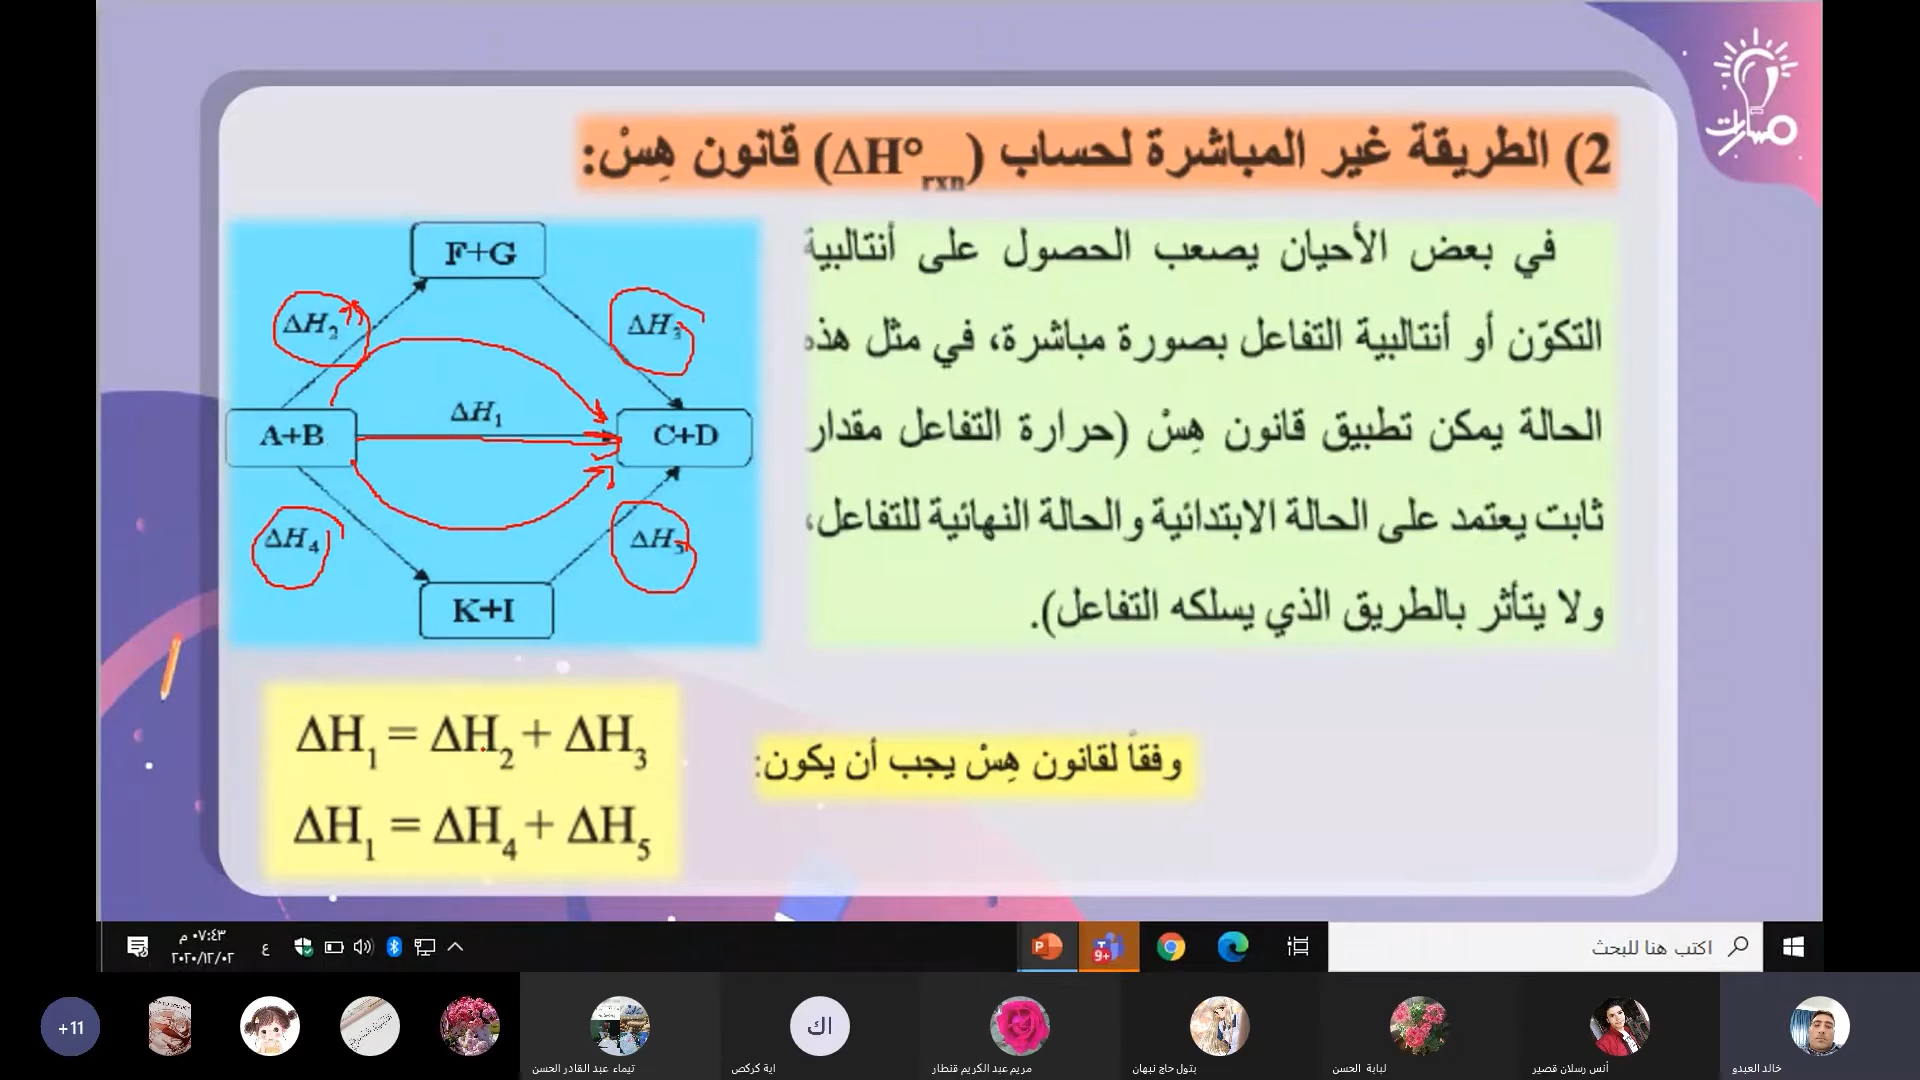 مسارات
2) الطريقة غير المباشرة لحساب (ΔH°rxn) قانون هِسْ:
في بعض الأحيان يصعب الحصول على أنتالبية
التكوّن أو أنتالبية التفاعل بصورة مباشرة، في مثل هذه
الحالة يمكن تطبيق قانون هِسْ (حرارة التفاعل مقدار
ثابت يعتمد على الحالة الابتدائية والحالة النهائية للتفاعل،
ولا يتأثر بالطريق الذي يسلكه التفاعل).
F+G
ΔH₂
ΔH₃
ΔH₁
A+B
C+D
ΔH₄
ΔH₅
K+I
وفقاً لقانون هِسْ يجب أن يكون:
ΔH₁ = ΔH₂ + ΔH₃
ΔH₁ = ΔH₄ + ΔH₅
اكتب هنا للبحث
9+
ع
٠٧:٤٣ م
٢٠٢٠/١٢/٠٢
+11
اك
تيماء عبد القادر الحسن
اية كركص
مريم عبد الكريم قنطار
بتول حاج نبهان
لبابة الحسن
أنس رسلان قصير
خالد العبدو